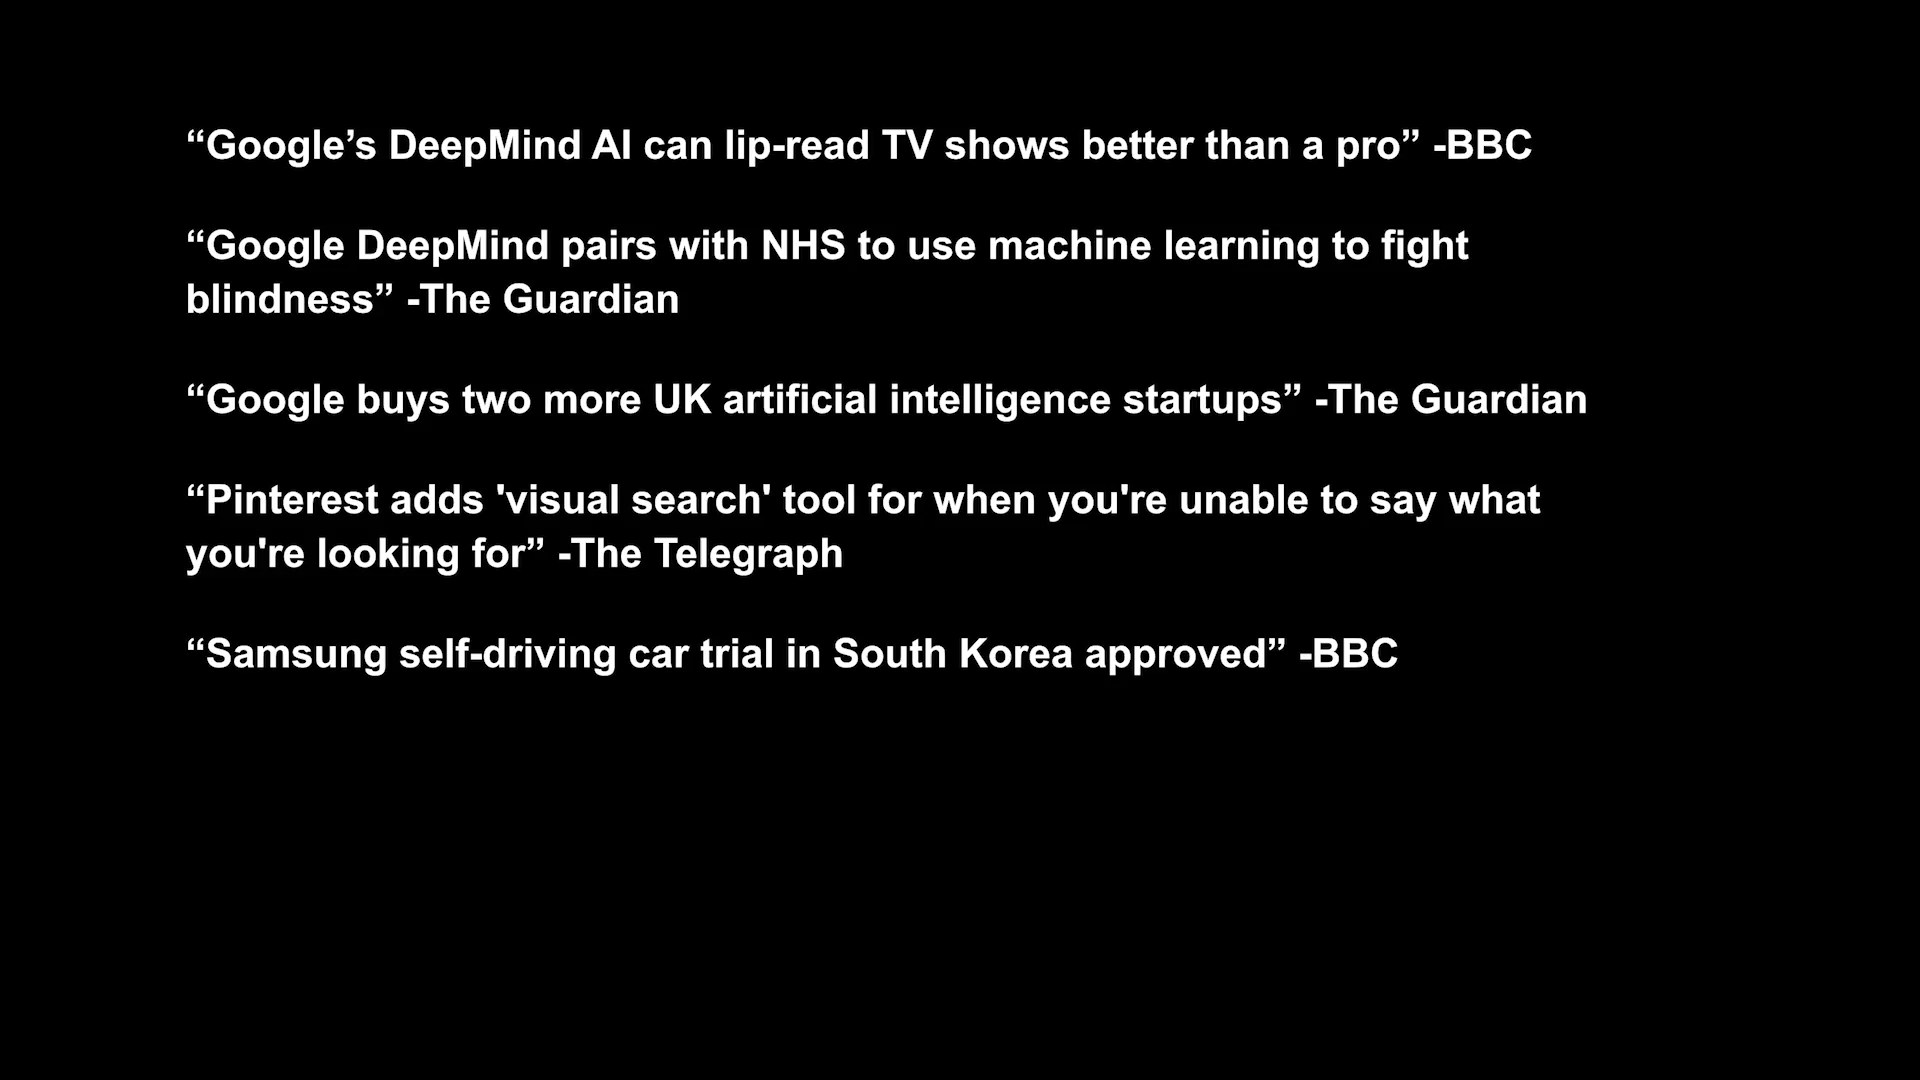 “Google’s DeepMind AI can lip-read TV shows better than a pro” -BBC
“Google DeepMind pairs with NHS to use machine learning to fight
blindness” -The Guardian
“Google buys two more UK artificial intelligence startups” -The Guardian
“Pinterest adds 'visual search' tool for when you're unable to say what
you're looking for” -The Telegraph
“Samsung self-driving car trial in South Korea approved” -BBC